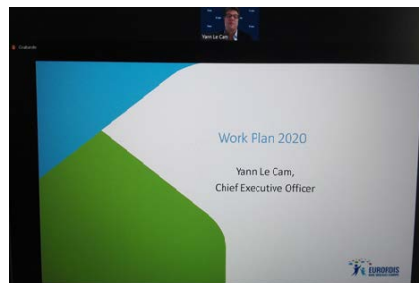 Yann Le Cam
Work Plan 2020
Yann Le Cam,
Chief Executive Officer
EURORDIS